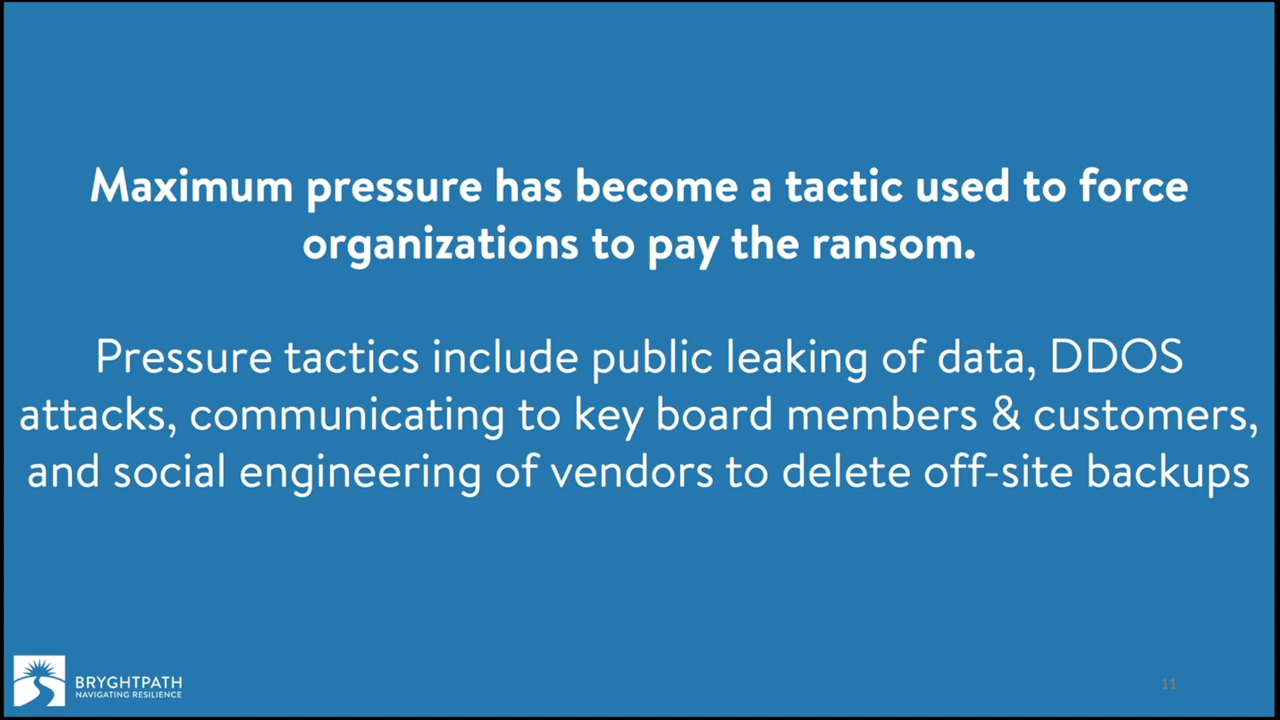 Maximum pressure has become a tactic used to force
organizations to pay the ransom.
Pressure tactics include public leaking of data, DDOS
attacks, communicating to key board members & customers,
and social engineering of vendors to delete off-site backups
BRYGHTPATH
NAVIGATING RESILIENCE
11